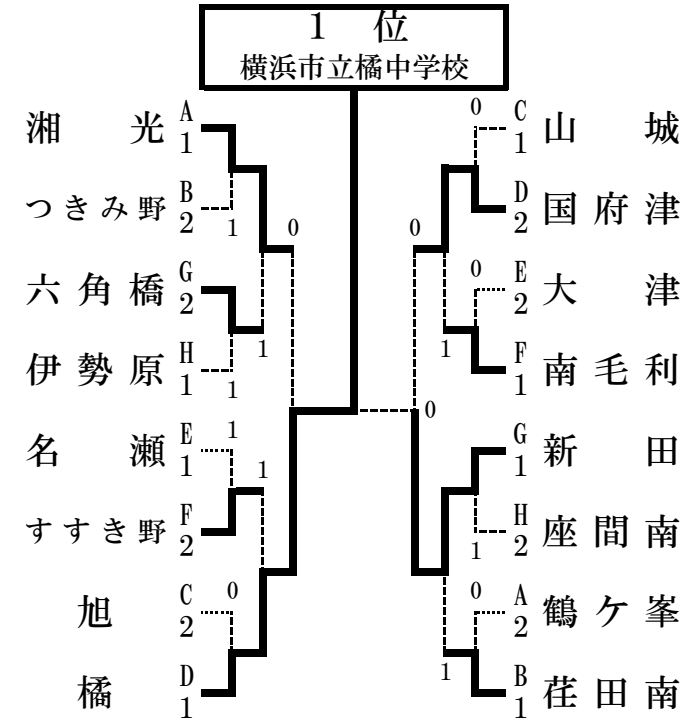 1 位
横浜市立橘中学校
湘 光 A 1
つきみ野 B 2
1
0
六角橋 G 2
伊勢原 H 1
1
1
名 瀬 E 1
1
1
すすき野 F 2
旭 C 2
0
橘 D 1
0
C 1 山 城
D 2 国府津
0
0
E 2 大 津
F 1 南毛利
1
0
G 1 新 田
H 2 座間南
1
0
A 2 鶴ケ峯
B 1 荏田南
1